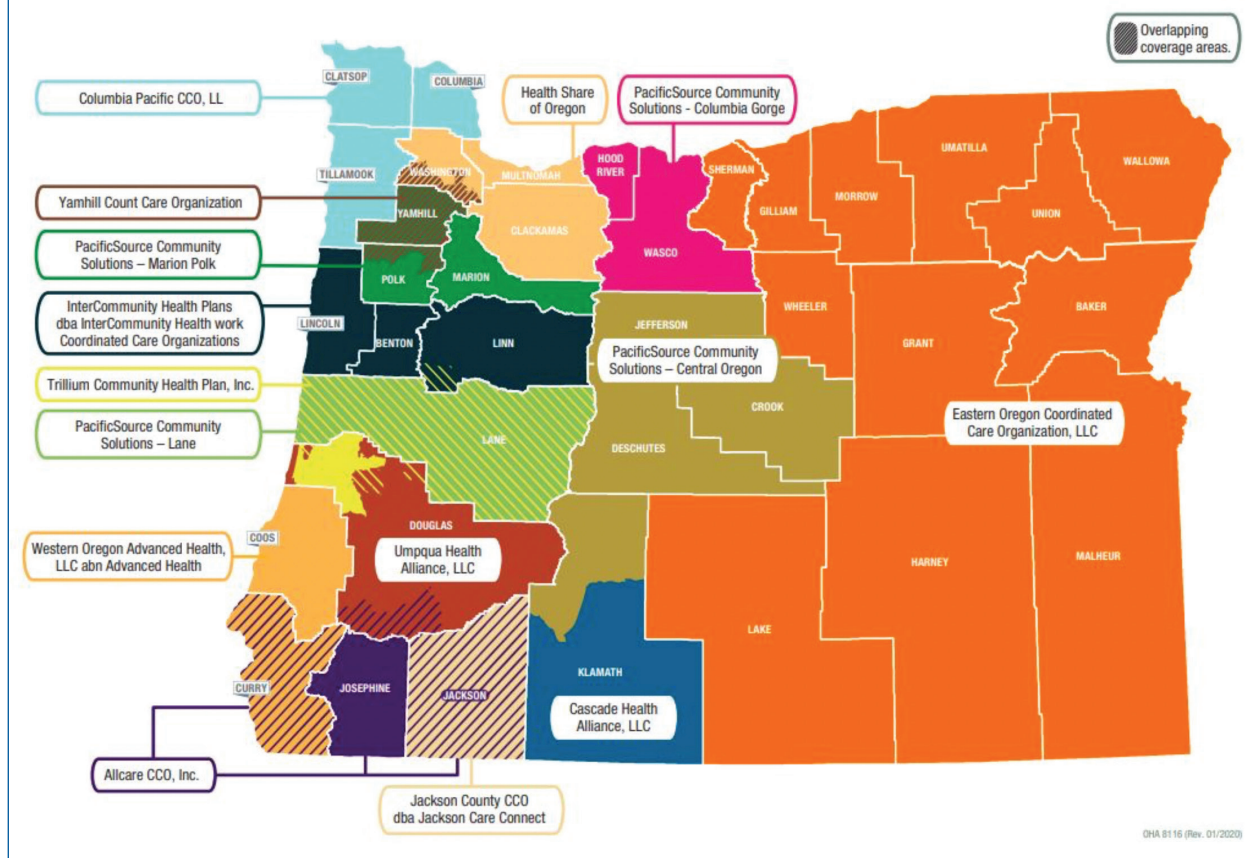 Overlapping
coverage areas.
CLATSOP
COLUMBIA
Columbia Pacific CCO, LL
Health Share
of Oregon
PacificSource Community
Solutions - Columbia Gorge
TILLAMOOK
WASHINGTON
MULTNOMAH
HOOD
RIVER
SHERMAN
UMATILLA
WALLOWA
MORROW
GILLIAM
UNION
Yamhill Count Care Organization
YAMHILL
CLACKAMAS
WASCO
PacificSource Community
Solutions – Marion Polk
POLK
MARION
WHEELER
BAKER
InterCommunity Health Plans
dba InterCommunity Health work
Coordinated Care Organizations
LINCOLN
BENTON
LINN
JEFFERSON
GRANT
PacificSource Community
Solutions – Central Oregon
Trillium Community Health Plan, Inc.
CROOK
PacificSource Community
Solutions – Lane
LANE
DESCHUTES
Eastern Oregon Coordinated
Care Organization, LLC
Western Oregon Advanced Health,
LLC abn Advanced Health
COOS
DOUGLAS
Umpqua Health
Alliance, LLC
HARNEY
MALHEUR
LAKE
CURRY
JOSEPHINE
JACKSON
KLAMATH
Cascade Health
Alliance, LLC
Allcare CCO, Inc.
Jackson County CCO
dba Jackson Care Connect
OHA 8116 (Rev. 01/2020)